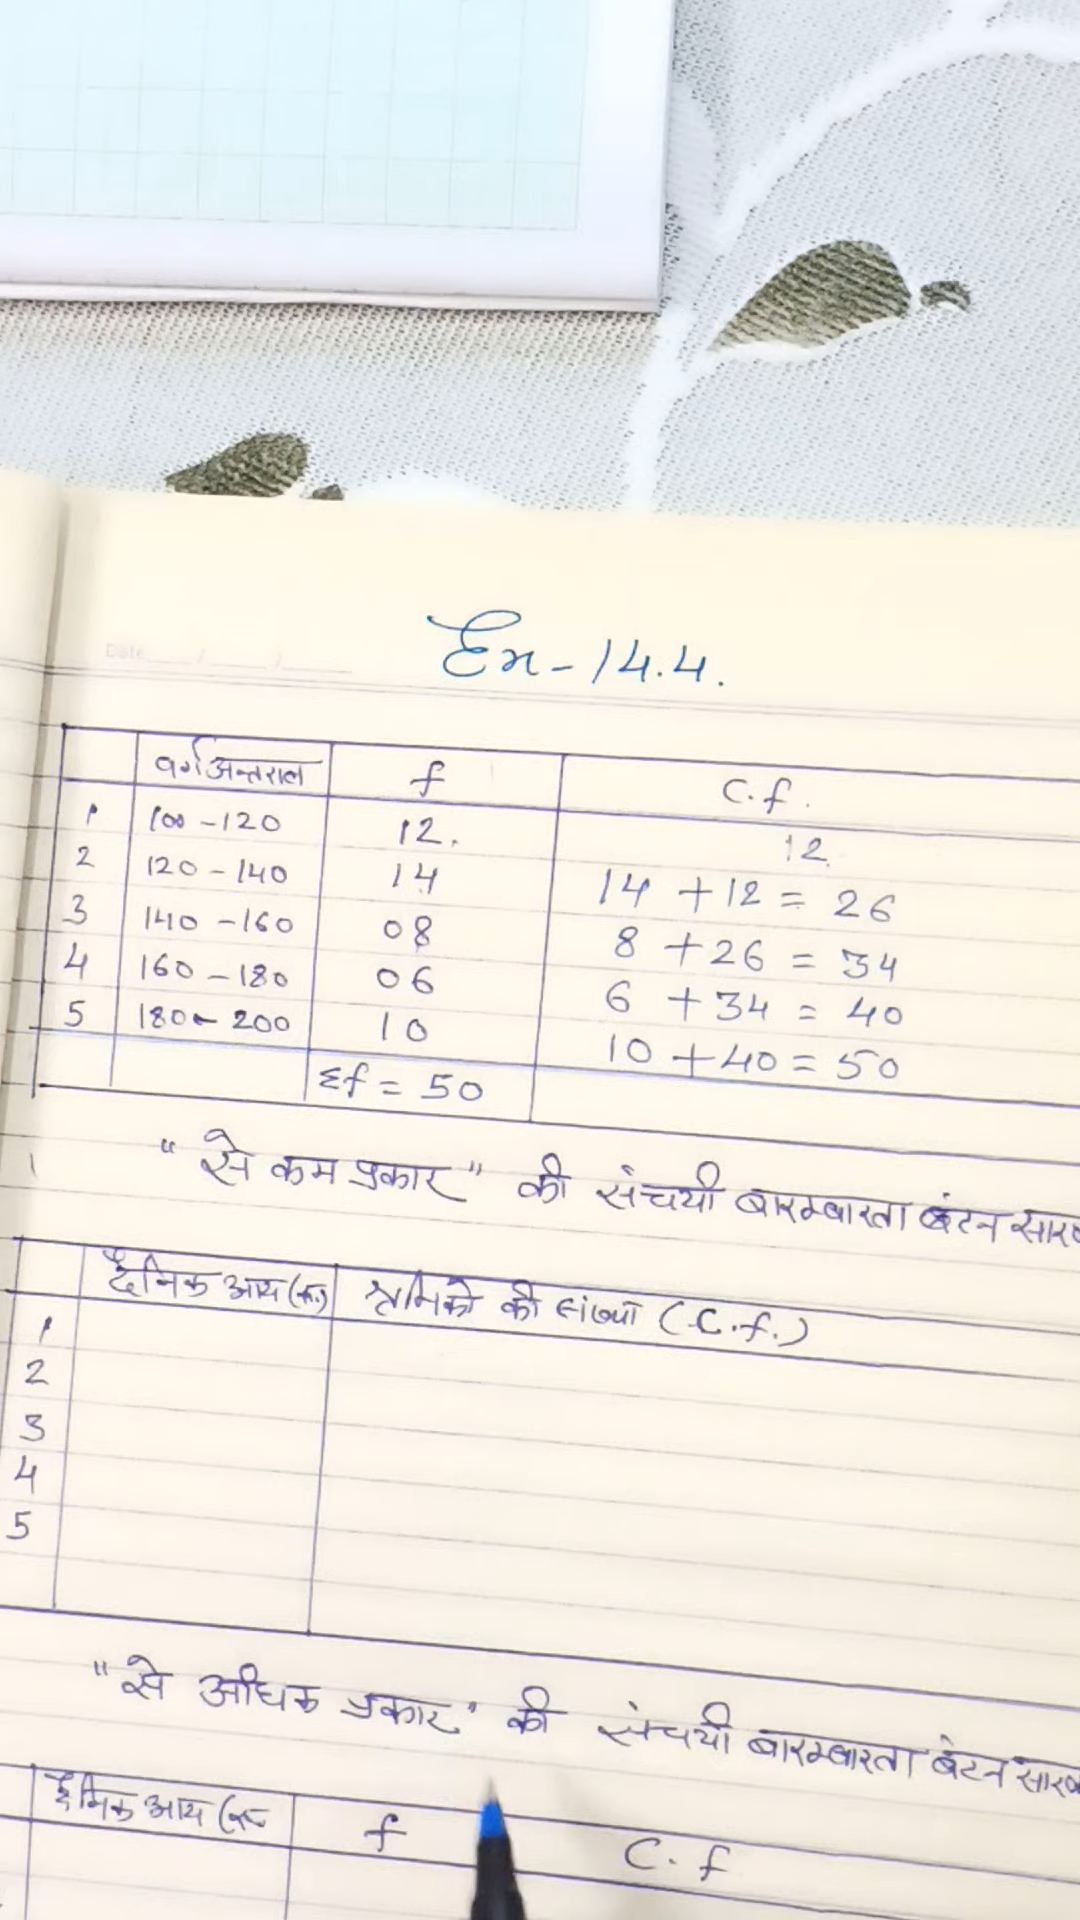 Date
Ex-14.4.
वर्ग अन्तराल f C.f.
1 100-120 12. 12.
2 120-140 14 14 +12 = 26
3 140-160 08 8 +26 = 34
4 160-180 06 6 +34 = 40
5 180-200 10 10 +40 = 50
Σf = 50
"से कम प्रकार" की संचयी बारम्बारता बंटन सार
दैनिक आय (रु.) श्रमिको की संख्या (C.f.)
1
2
3
4
5
"से अधिक प्रकार" की संचयी बारम्बारता बंटन सार
दैनिक आय (रु f C.f